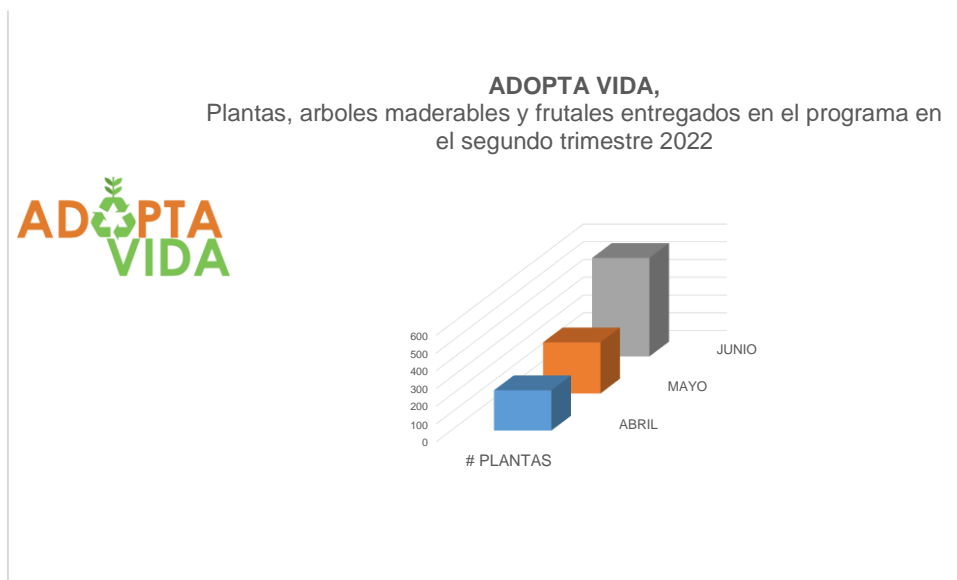 ADOPTA VIDA,
Plantas, arboles maderables y frutales entregados en el programa en
el segundo trimestre 2022
ADOPTA
VIDA
600
500
400
300
200
100
0
JUNIO
MAYO
ABRIL
# PLANTAS